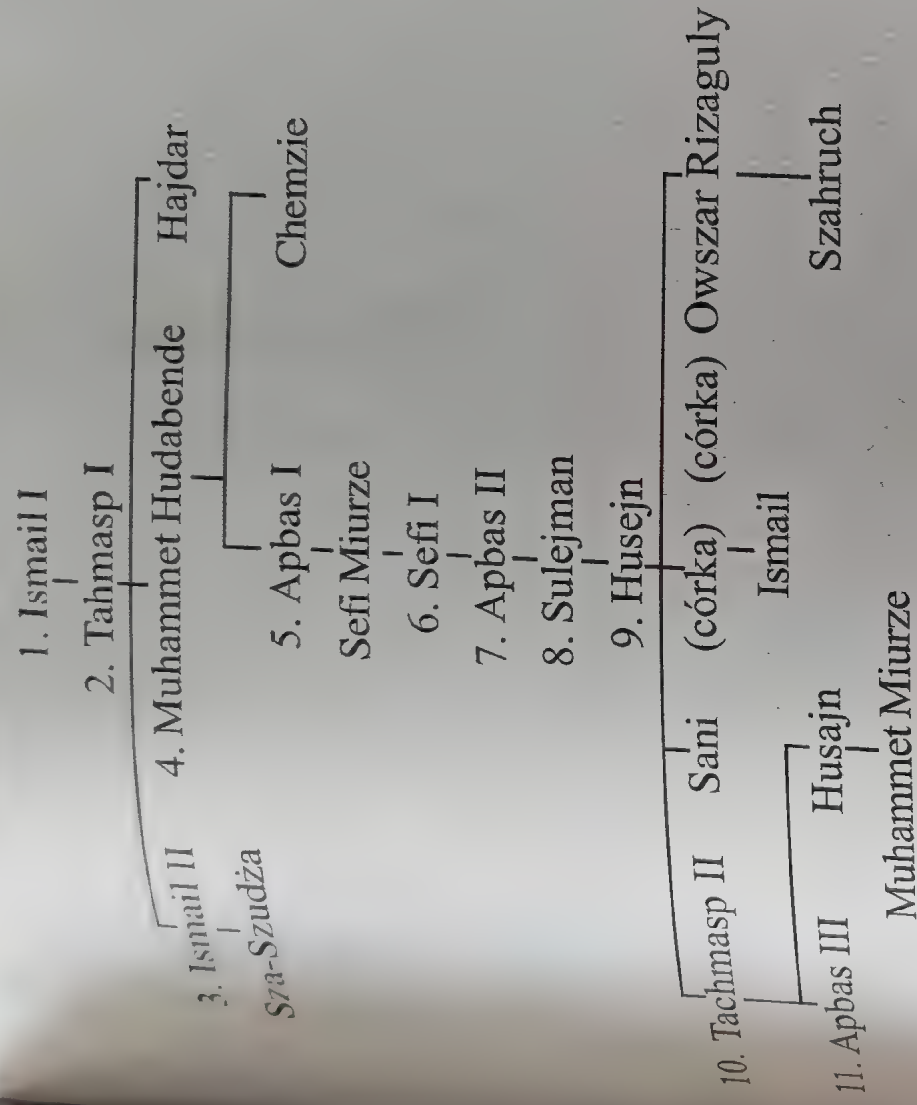 1. Ismail I
2. Tahmasp I
3. Ismail II 4. Muhammet Hudabende Hajdar
Sza-Szudża
5. Apbas I Chemzie
Sefi Miurze
6. Sefi I
7. Apbas II
8. Sulejman
9. Husejn
10. Tachmasp II Sani (córka) (córka) Owszar Rizaguly
Ismail
11. Apbas III Husajn Szahruch
Muhammet Miurze